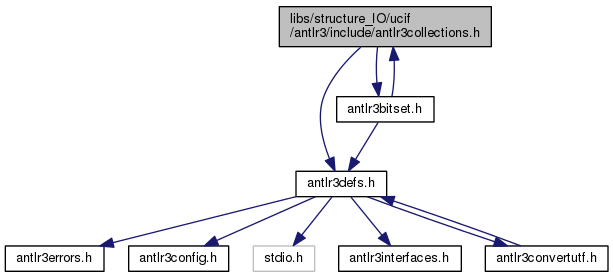 libs/structure_IO/ucif
/antlr3/include/antlr3collections.h
antlr3bitset.h
antlr3defs.h
antlr3errors.h
antlr3config.h
stdio.h
antlr3interfaces.h
antlr3convertutf.h